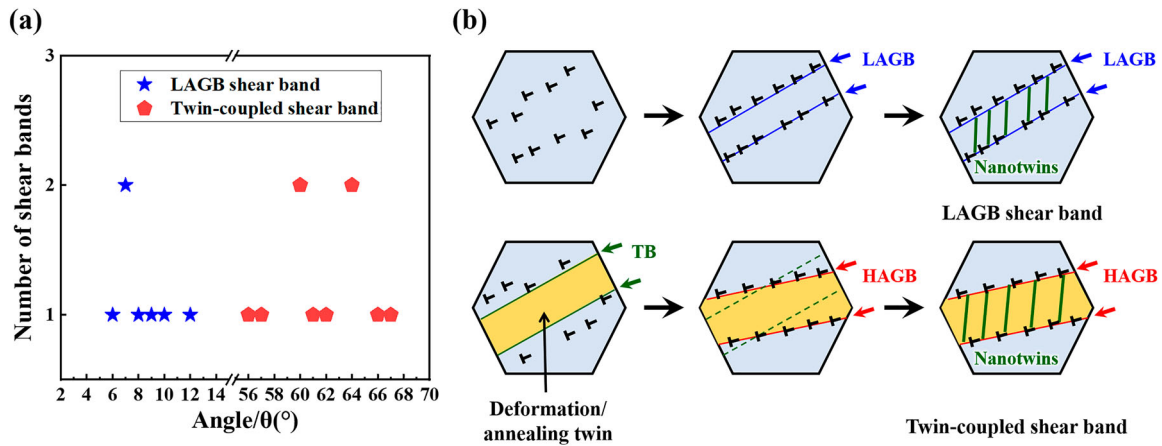 (a)
3
2
1
Number of shear bands
LAGB shear band
Twin-coupled shear band
2 4 6 8 10 12 14 56 58 60 62 64 66 68 70
Angle/θ(°)
(b)
LAGB
LAGB
Nanotwins
LAGB shear band
TB
HAGB
HAGB
Nanotwins
Deformation/
annealing twin
Twin-coupled shear band